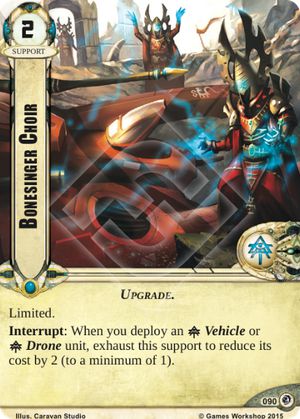 2
SUPPORT
BONESINGER CHOIR
UPGRADE.
Limited.
Interrupt: When you deploy an Vehicle or
Drone unit, exhaust this support to reduce its
cost by 2 (to a minimum of 1).
090
Illus. Caravan Studio
© Games Workshop 2015